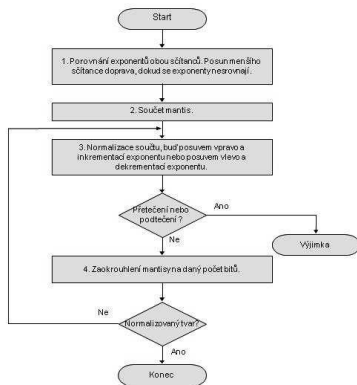 Start
1. Porovnání exponentů obou sčítanců. Posun menšího
sčítance doprava, dokud se exponenty nesrovnají.
2. Součet mantis.
3. Normalizace součtu, buď posuvem vpravo a
inkrementací exponentu nebo posuvem vlevo a
dekrementací exponentu.
Přetečení nebo
podtečení ?
Ano
Výjimka
Ne
4. Zaokrouhlení mantisy na daný počet bitů.
Ne
Normalizovaný tvar?
Ano
Konec